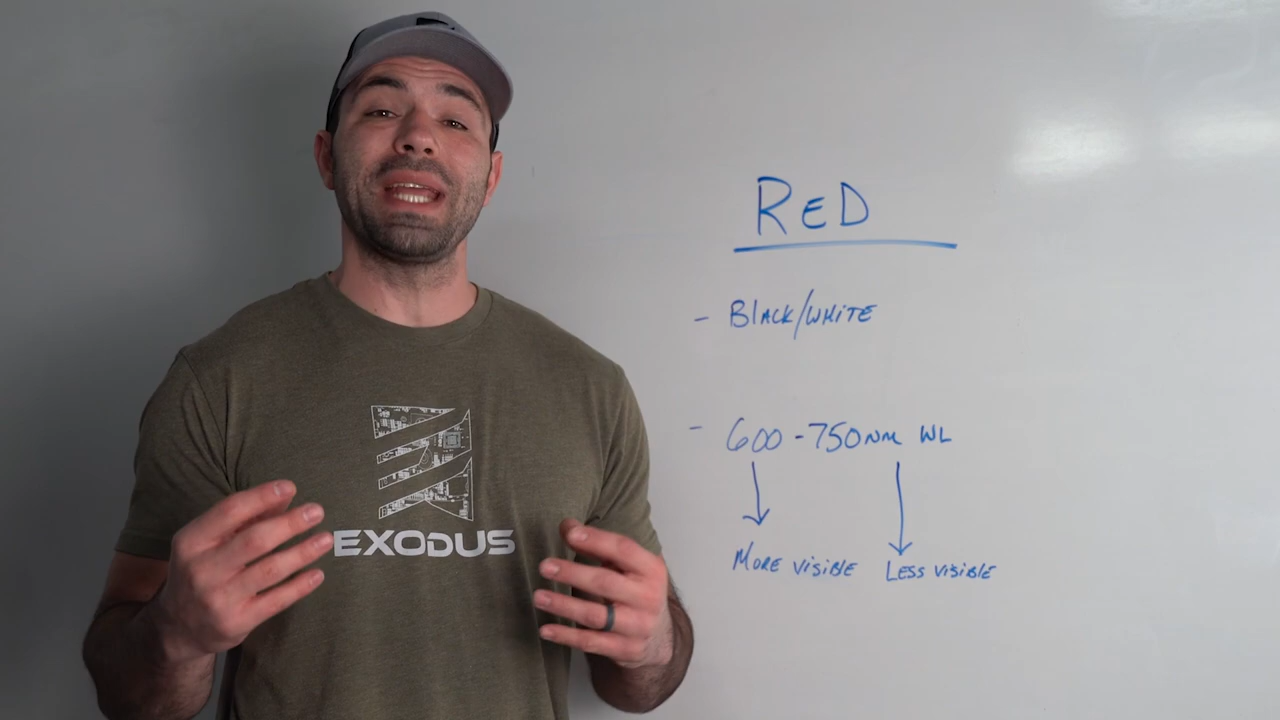 RED
- BLACK/WHITE
- 600-750NM WL
MORE VISIBLE LESS VISIBLE
EXODUS